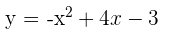 y = -x² + 4x − 3